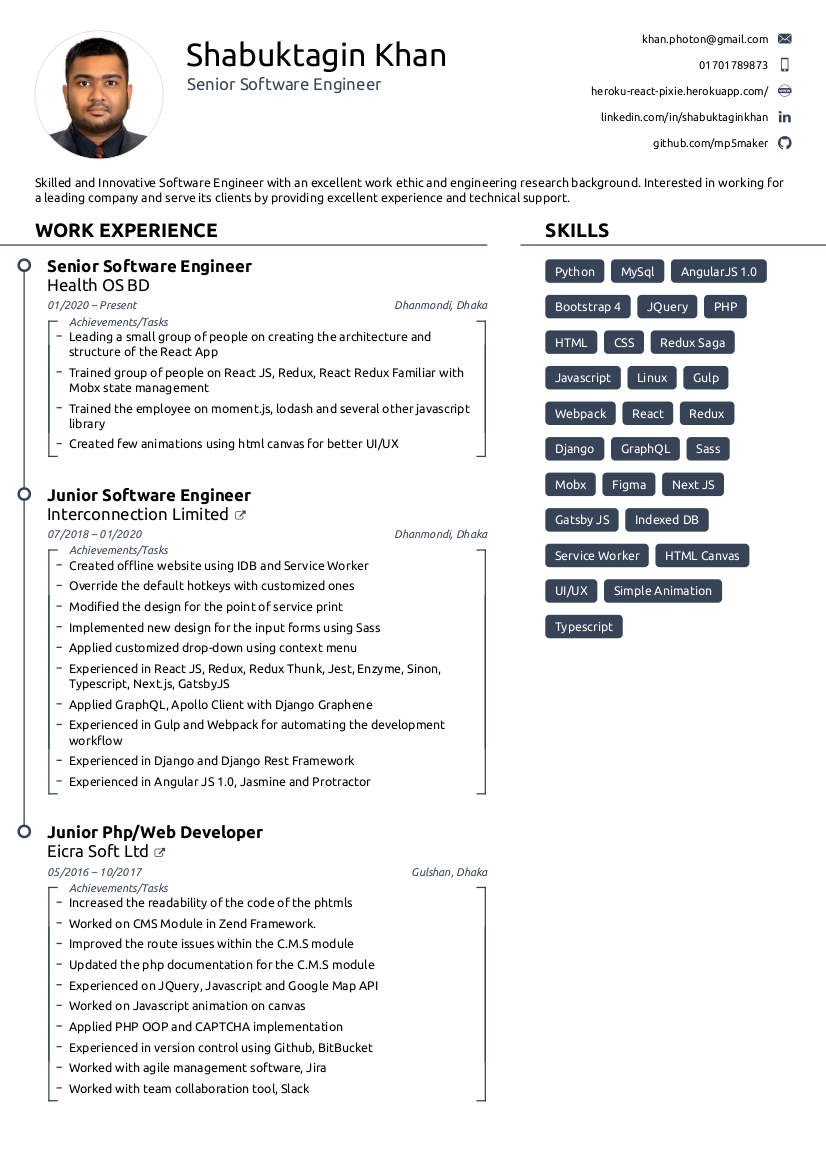 Shabuktagin Khan
Senior Software Engineer
khan.photon@gmail.com
01701789873
heroku-react-pixie.herokuapp.com/
linkedin.com/in/shabuktaginkhan
github.com/mp5maker
Skilled and Innovative Software Engineer with an excellent work ethic and engineering research background. Interested in working for
a leading company and serve its clients by providing excellent experience and technical support.
WORK EXPERIENCE
Senior Software Engineer
Health OS BD
01/2020 – Present Dhanmondi, Dhaka
Achievements/Tasks
– Leading a small group of people on creating the architecture and
structure of the React App
– Trained group of people on React JS, Redux, React Redux Familiar with
Mobx state management
– Trained the employee on moment.js, lodash and several other javascript
library
– Created few animations using html canvas for better UI/UX
Junior Software Engineer
Interconnection Limited
07/2018 – 01/2020 Dhanmondi, Dhaka
Achievements/Tasks
– Created offline website using IDB and Service Worker
– Override the default hotkeys with customized ones
– Modified the design for the point of service print
– Implemented new design for the input forms using Sass
– Applied customized drop-down using context menu
– Experienced in React JS, Redux, Redux Thunk, Jest, Enzyme, Sinon,
Typescript, Next.js, GatsbyJS
– Applied GraphQL, Apollo Client with Django Graphene
– Experienced in Gulp and Webpack for automating the development
workflow
– Experienced in Django and Django Rest Framework
– Experienced in Angular JS 1.0, Jasmine and Protractor
Junior Php/Web Developer
Eicra Soft Ltd
05/2016 – 10/2017 Gulshan, Dhaka
Achievements/Tasks
– Increased the readability of the code of the phtmls
– Worked on CMS Module in Zend Framework.
– Improved the route issues within the C.M.S module
– Updated the php documentation for the C.M.S module
– Experienced on JQuery, Javascript and Google Map API
– Worked on Javascript animation on canvas
– Applied PHP OOP and CAPTCHA implementation
– Experienced in version control using Github, BitBucket
– Worked with agile management software, Jira
– Worked with team collaboration tool, Slack
SKILLS
Python MySql AngularJS 1.0
Bootstrap 4 JQuery PHP
HTML CSS Redux Saga
Javascript Linux Gulp
Webpack React Redux
Django GraphQL Sass
Mobx Figma Next JS
Gatsby JS Indexed DB
Service Worker HTML Canvas
UI/UX Simple Animation
Typescript